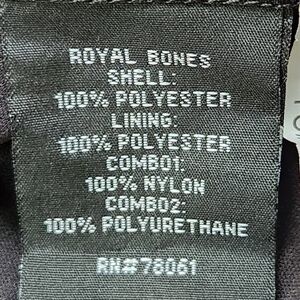 ROYAL BONES
SHELL:
100% POLYESTER
LINING:
100% POLYESTER
COMBO1:
100% NYLON
COMBO2:
100% POLYURETHANE
RN#78061